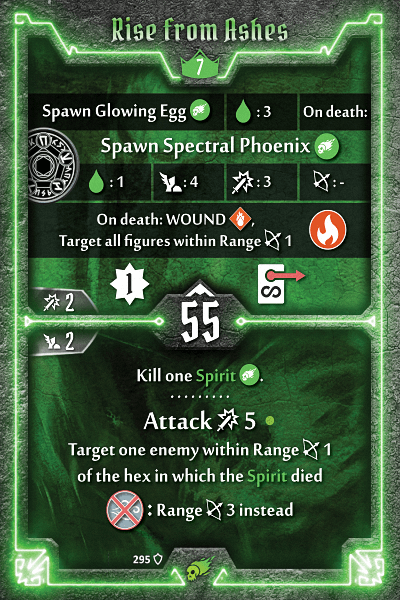 Rise from Ashes
7
Spawn Glowing Egg : 3 On death:
Spawn Spectral Phoenix
: 1 : 4 : 3 : -
On death: WOUND ,
Target all figures within Range 1
1
2
55
2
Kill one Spirit .
Attack 5
Target one enemy within Range 1
of the hex in which the Spirit died
: Range 3 instead
295